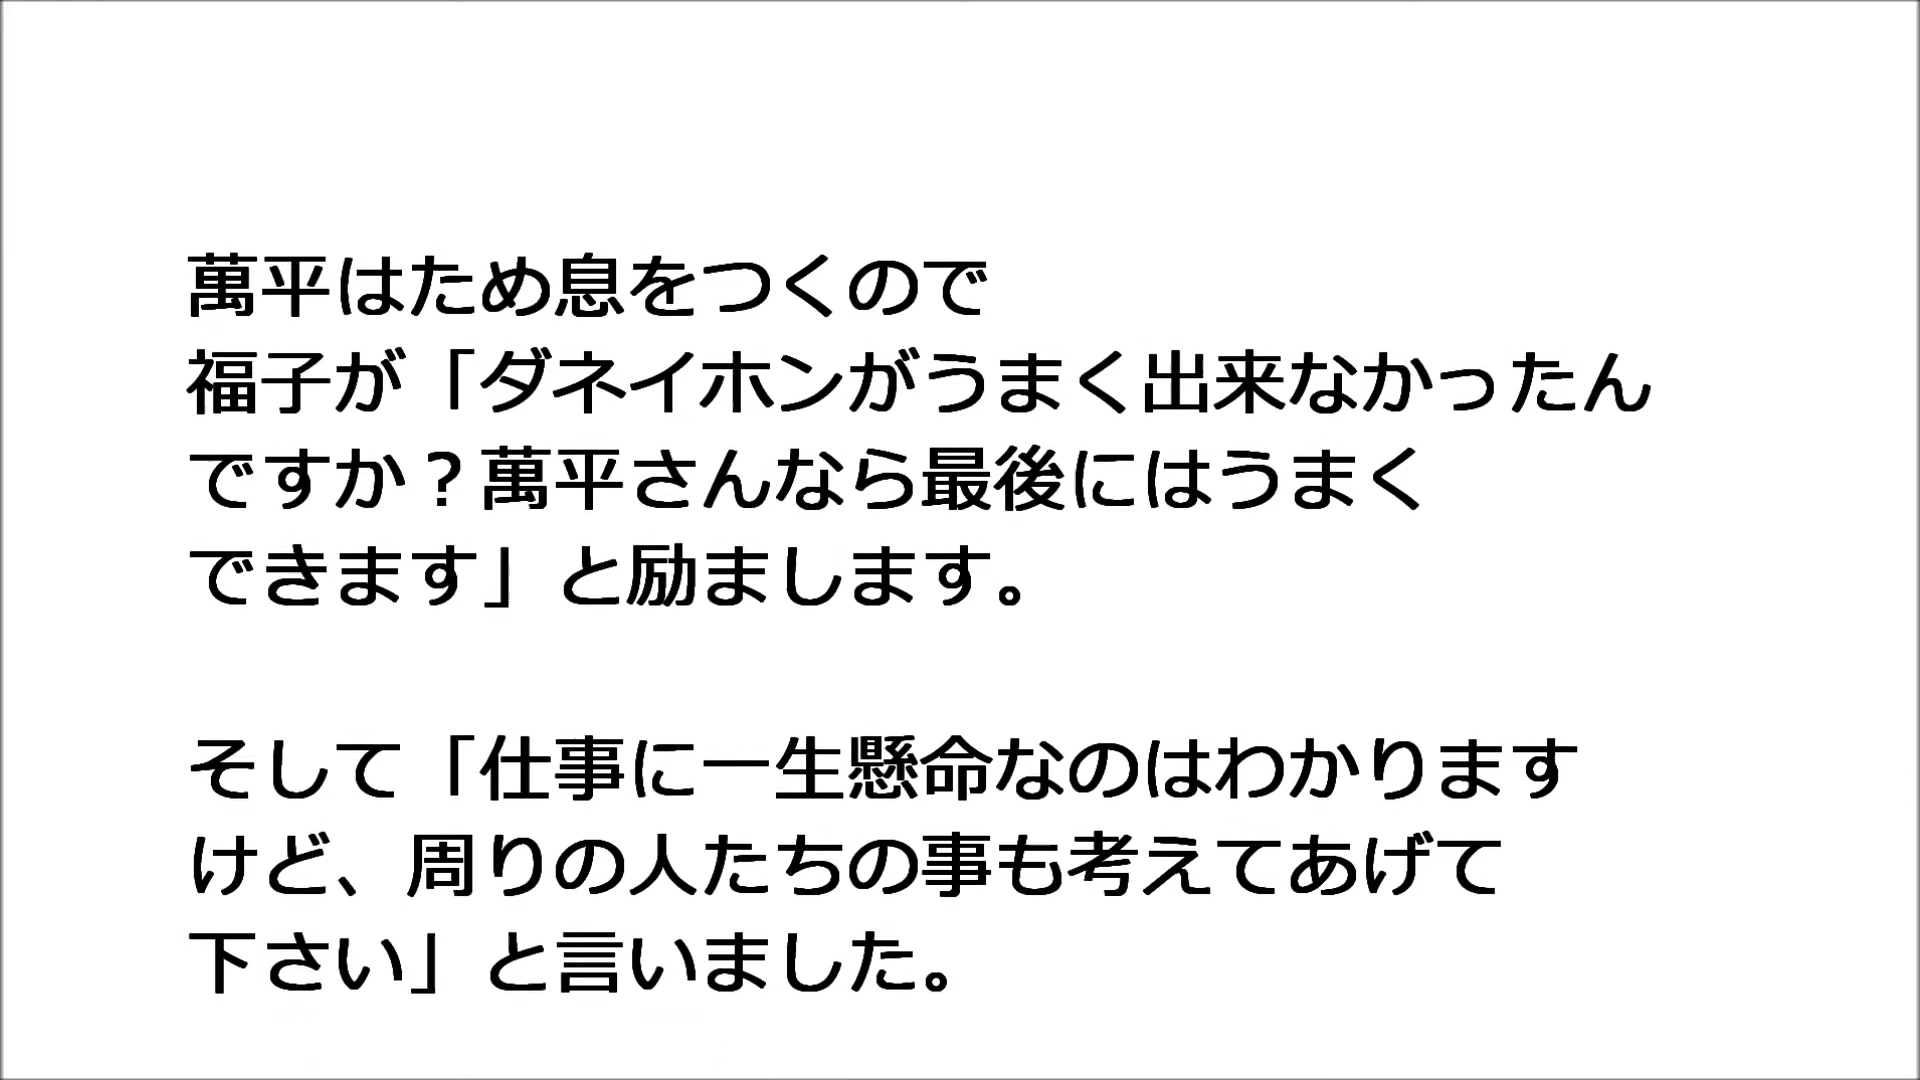 萬平はため息をつくので
福子が「ダネイホンがうまく出来なかったん
ですか？萬平さんなら最後にはうまく
できます」と励まします。
そして「仕事に一生懸命なのはわかります
けど、周りの人たちの事も考えてあげて
下さい」と言いました。